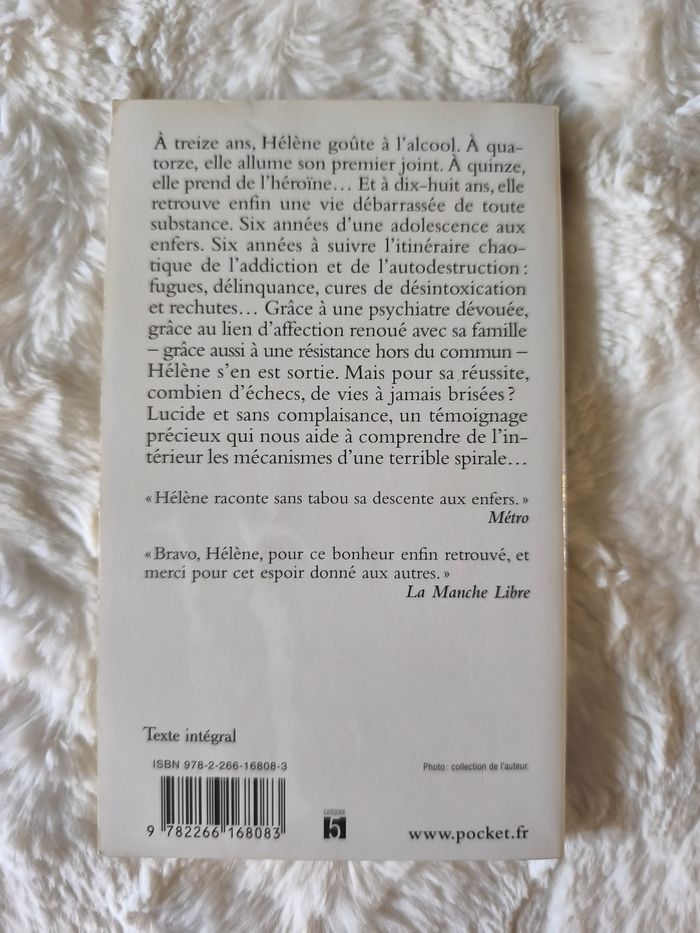 À treize ans, Hélène goûte à l'alcool. À qua-
torze, elle allume son premier joint. À quinze,
elle prend de l'héroïne... Et à dix-huit ans, elle
retrouve enfin une vie débarrassée de toute
substance. Six années d'une adolescence aux
enfers. Six années à suivre l'itinéraire chao-
tique de l'addiction et de l'autodestruction :
fugues, délinquance, cures de désintoxication
et rechutes... Grâce à une psychiatre dévouée,
grâce au lien d'affection renoué avec sa famille
– grâce aussi à une résistance hors du commun –
Hélène s'en est sortie. Mais pour sa réussite,
combien d'échecs, de vies à jamais brisées ?
Lucide et sans complaisance, un témoignage
précieux qui nous aide à comprendre de l'in-
térieur les mécanismes d'une terrible spirale...
« Hélène raconte sans tabou sa descente aux enfers. »
Métro
« Bravo, Hélène, pour ce bonheur enfin retrouvé, et
merci pour cet espoir donné aux autres. »
La Manche Libre
Texte intégral
ISBN 978-2-266-16808-3
Photo : collection de l'auteur.
CATÉGORIE
5
9 782266 168083
www.pocket.fr